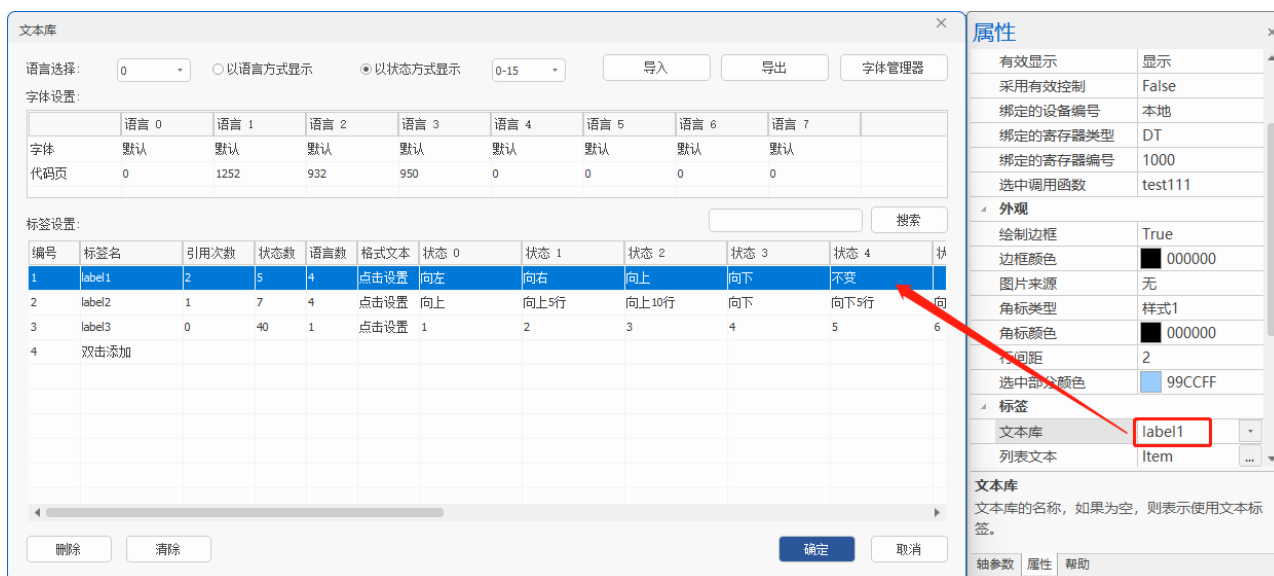 文本库
语言选择: 0 以语言方式显示 以状态方式显示 0-15 导入 导出 字体管理器
字体设置:
语言 0 语言 1 语言 2 语言 3 语言 4 语言 5 语言 6 语言 7
字体 默认 默认 默认 默认 默认 默认 默认 默认
代码页 0 1252 932 950 0 0 0 0
标签设置: 搜索
编号 标签名 引用次数 状态数 语言数 格式文本 状态 0 状态 1 状态 2 状态 3 状态 4
1 label1 2 5 4 点击设置 向左 向右 向上 向下 不变
2 label2 1 7 4 点击设置 向上 向上5行 向上10行 向下 向下5行 向
3 label3 0 40 1 点击设置 1 2 3 4 5 6
4 双击添加
删除 清除 确定 取消
属性
有效显示 显示
采用有效控制 False
绑定的设备编号 本地
绑定的寄存器类型 DT
绑定的寄存器编号 1000
选中调用函数 test111
外观
绘制边框 True
边框颜色 000000
图片来源 无
角标类型 样式1
角标颜色 000000
行间距 2
选中部分颜色 99CCFF
标签
文本库 label1
列表文本 Item ...
文本库
文本库的名称，如果为空，则表示使用文本标
签。
轴参数 属性 帮助